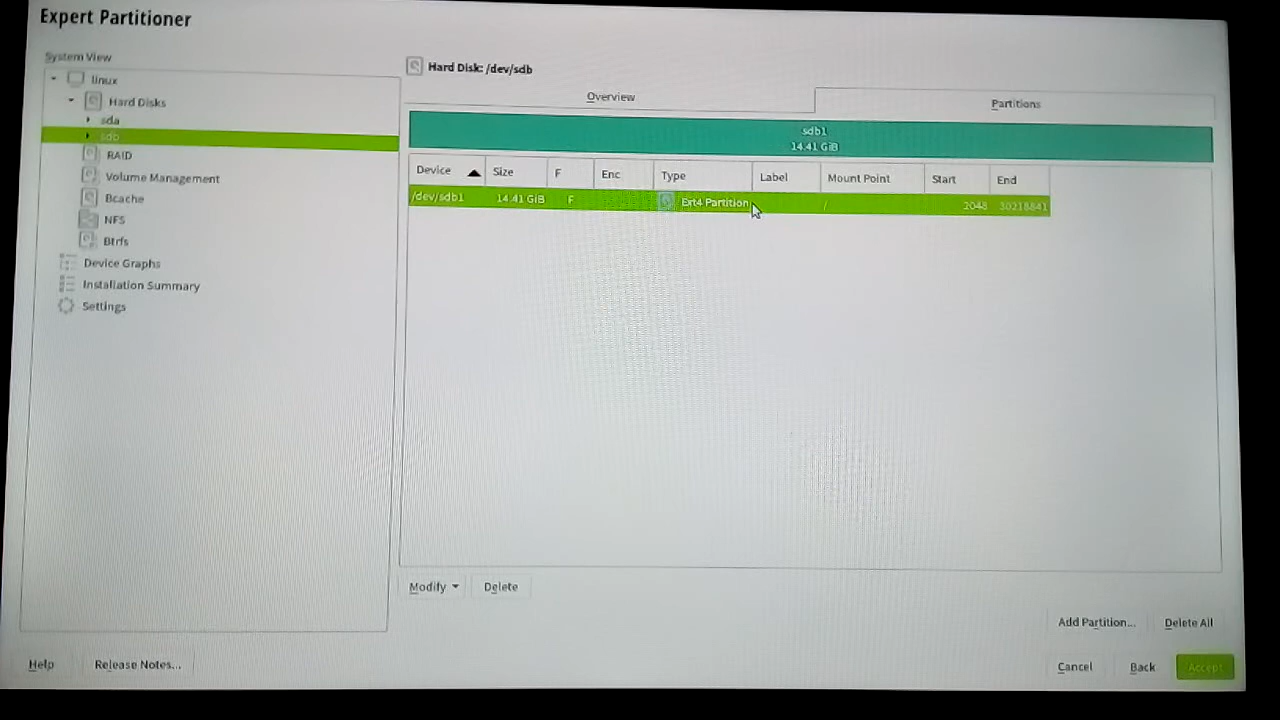 Expert Partitioner
System View
linux
Hard Disks
sda
sdb
RAID
Volume Management
Bcache
NFS
Btrfs
Device Graphs
Installation Summary
Settings
Hard Disk: /dev/sdb
Overview Partitions
sdb1
14.41 GiB
Device Size F Enc Type Label Mount Point Start End
/dev/sdb1 14.41 GiB F Ext4 Partition / 2048 30218841
Modify Delete
Add Partition... Delete All
Help Release Notes... Cancel Back Accept